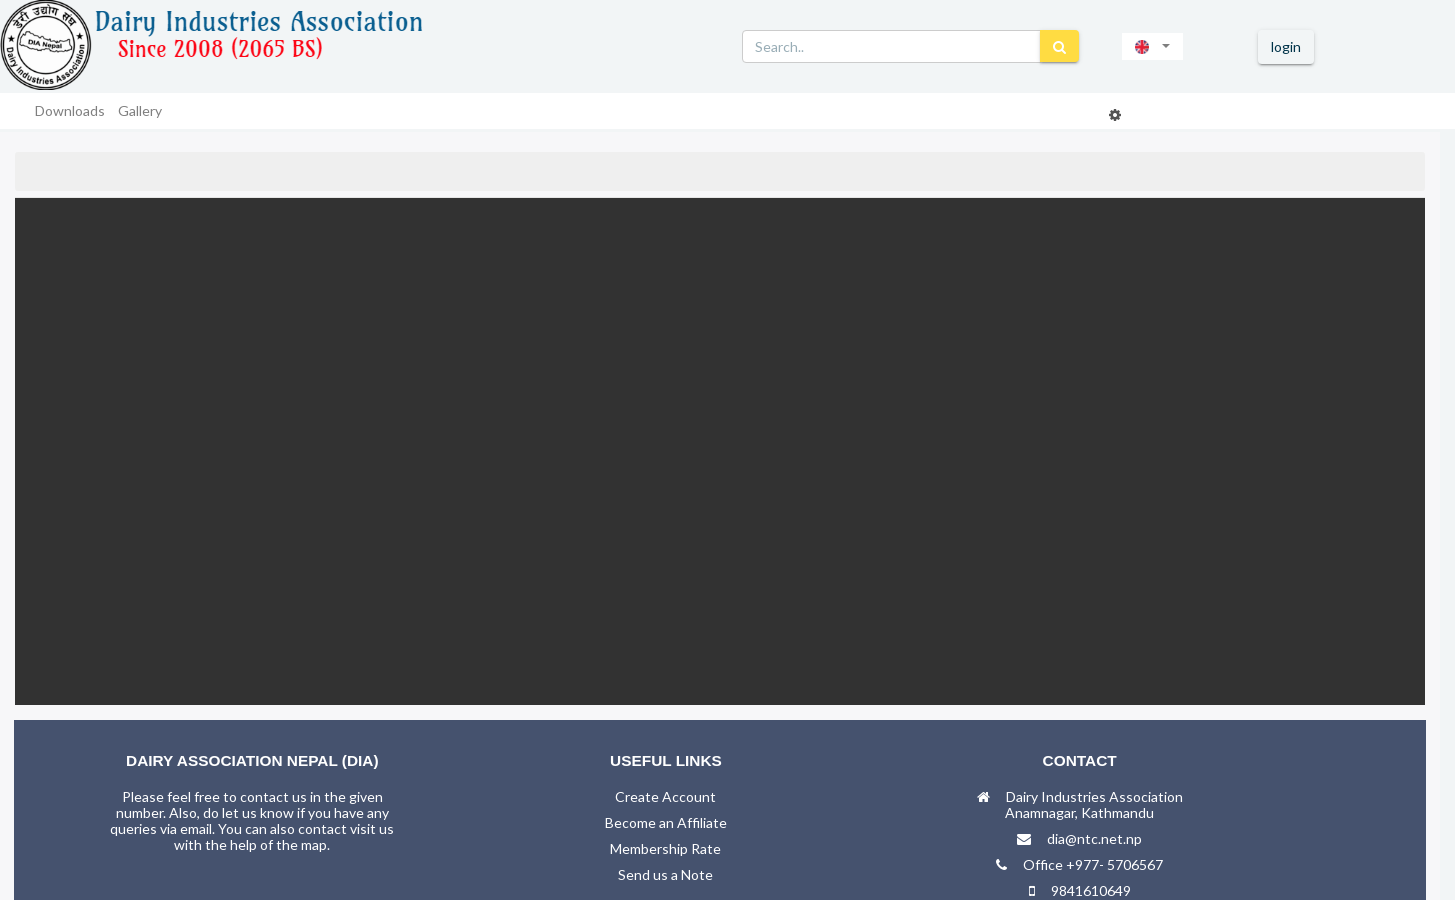 डेरी उद्योग संघ
DIA Nepal
Dairy Industries Association
Dairy Industries Association
Since 2008 (2065 BS)
Search..
login
Downloads Gallery
DAIRY ASSOCIATION NEPAL (DIA)
Please feel free to contact us in the given
number. Also, do let us know if you have any
queries via email. You can also contact visit us
with the help of the map.
USEFUL LINKS
Create Account
Become an Affiliate
Membership Rate
Send us a Note
CONTACT
Dairy Industries Association
Anamnagar, Kathmandu
dia@ntc.net.np
Office +977- 5706567
9841610649